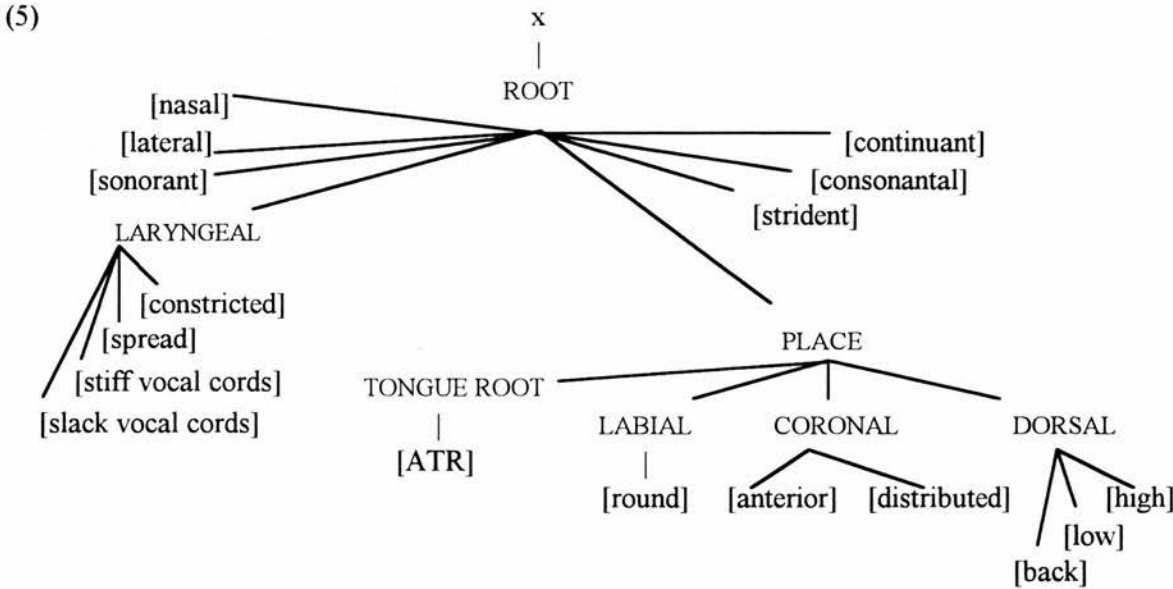 (5)
x
|
ROOT
[nasal]
[lateral]
[continuant]
[sonorant]
[consonantal]
[strident]
LARYNGEAL
[constricted]
[spread]
PLACE
[stiff vocal cords]
TONGUE ROOT
[slack vocal cords]
LABIAL CORONAL DORSAL
|
[ATR]
|
[round] [anterior] [distributed] [high]
[low]
[back]